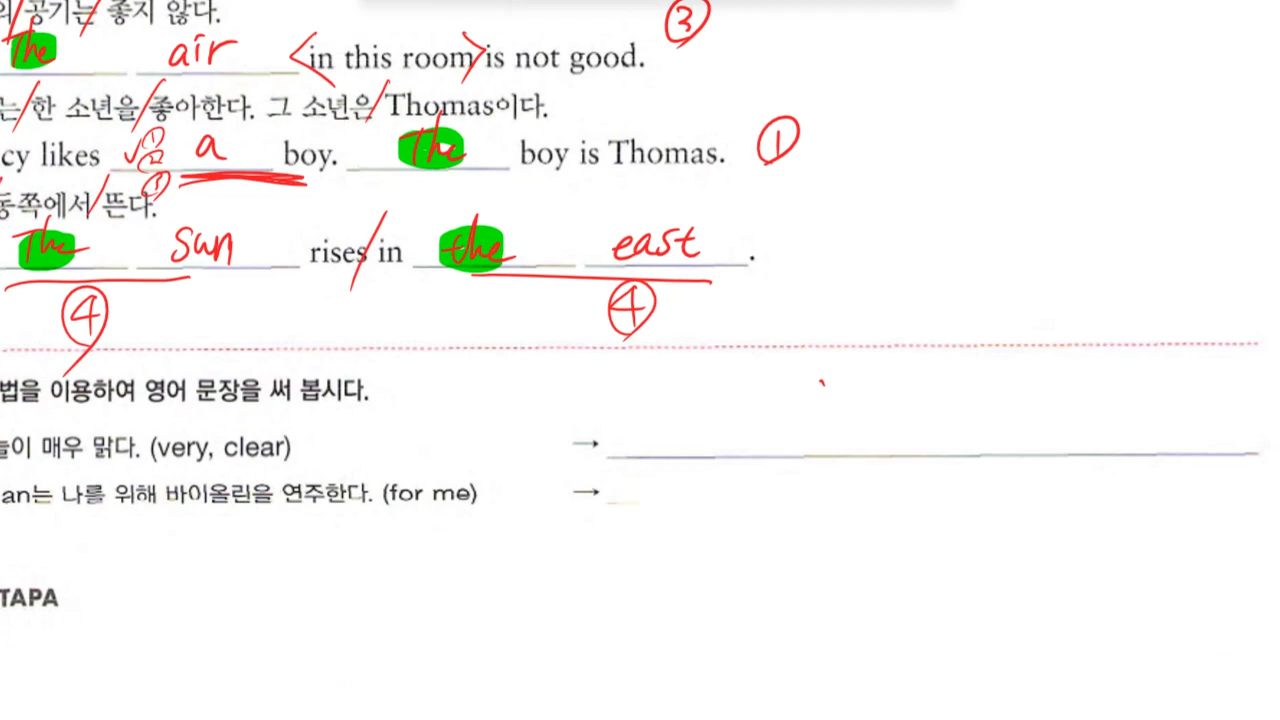 의 공기는 좋지 않다.
③
The air <in this room> is not good.
는 한 소년을 좋아한다. 그 소년은 Thomas이다.
cy likes a boy. The boy is Thomas. ①
동쪽에서 뜬다.
The sun rises in the east.
④ ④
법을 이용하여 영어 문장을 써 봅시다.
늘이 매우 맑다. (very, clear) →
an는 나를 위해 바이올린을 연주한다. (for me) →
TAPA